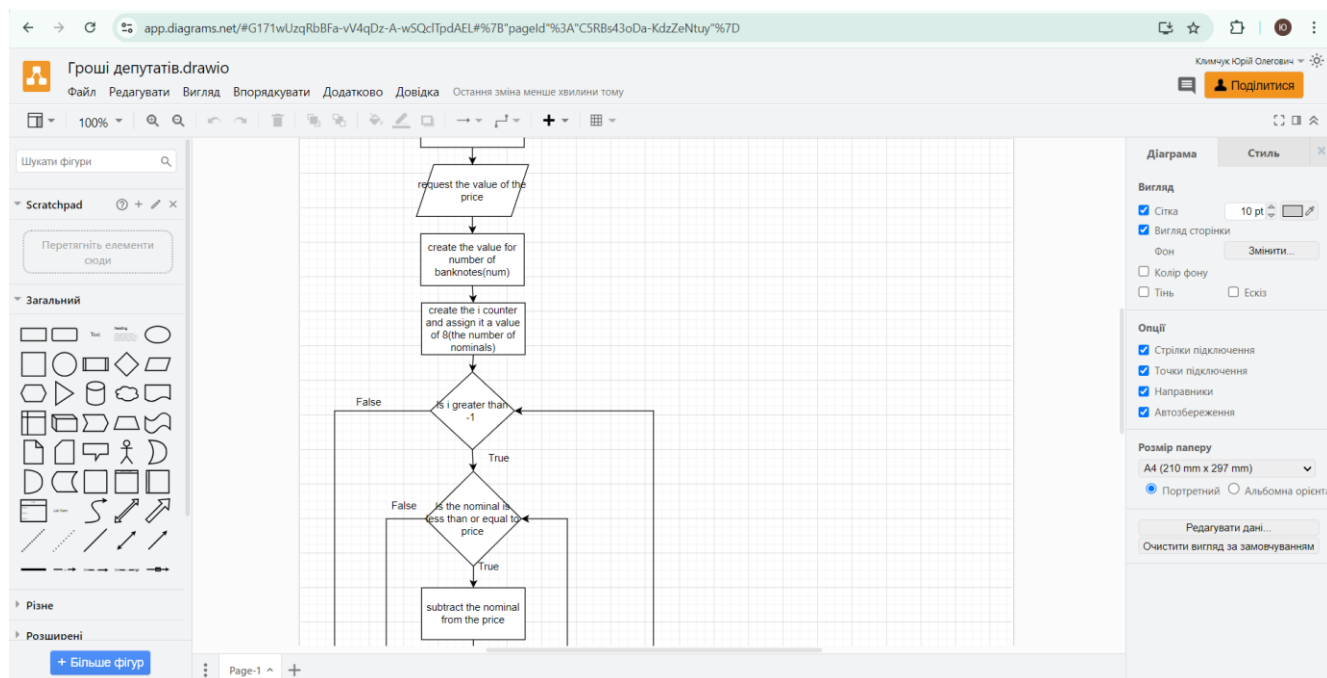 app.diagrams.net/#G171wUzqRbBFa-vV4qDz-A-wSQclTpdAEL#%7B"pageId"%3A"C5RBs43oDa-KdzZeNtuy"%7D
Ю
Гроші депутатів.drawio
Климчук Юрій Олегович
Файл Редагувати Вигляд Впорядкувати Додатково Довідка Остання зміна менше хвилини тому
Поділитися
100%
Шукати фігури
Scratchpad
Перетягніть елементи
сюди
Загальний
Text
Heading
List Item
Різне
Розширені
+ Більше фігур
request the value of the
price
create the value for
number of
banknotes(num)
create the i counter
and assign it a value
of 8(the number of
nominals)
False
Is i greater than
-1
True
False
Is the nominal is
less than or equal to
price
True
subtract the nominal
from the price
Page-1
Діаграма Стиль
Вигляд
Сітка 10 pt
Вигляд сторінки
Фон Змінити...
Колір фону
Тінь Ескіз
Опції
Стрілки підключення
Точки підключення
Направники
Автозбереження
Розмір паперу
A4 (210 mm x 297 mm)
Портретний Альбомна орієнта
Редагувати дані...
Очистити вигляд за замовчуванням